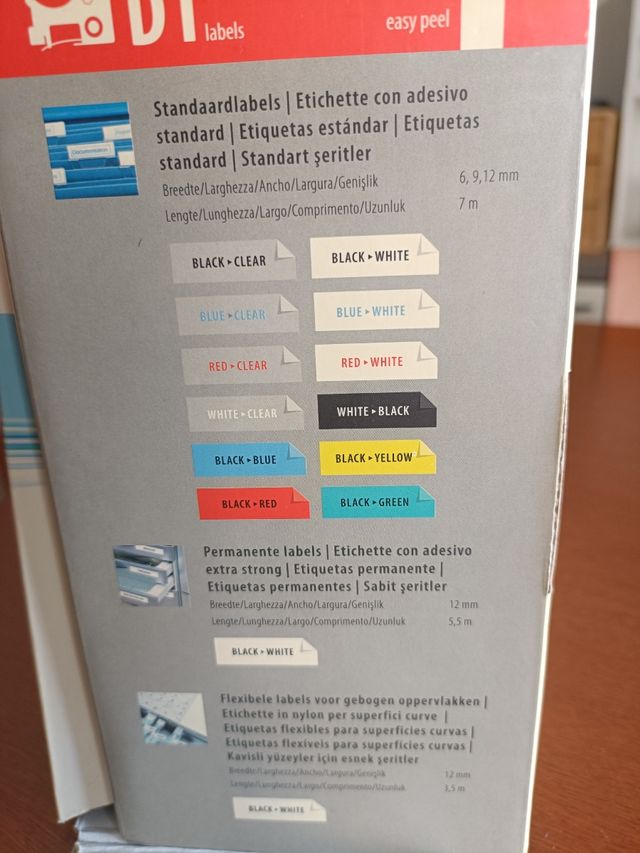 D1 labels easy peel
Standaardlabels | Etichette con adesivo
standard | Etiquetas estándar | Etiquetas
standard | Standart şeritler
Breedte/Larghezza/Ancho/Largura/Genişlik 6, 9,12 mm
Lengte/Lunghezza/Largo/Comprimento/Uzunluk 7 m
Documentation
BLACK ▸ CLEAR BLACK ▸ WHITE
BLUE ▸ CLEAR BLUE ▸ WHITE
RED ▸ CLEAR RED ▸ WHITE
WHITE ▸ CLEAR WHITE ▸ BLACK
BLACK ▸ BLUE BLACK ▸ YELLOW
BLACK ▸ RED BLACK ▸ GREEN
Permanente labels | Etichette con adesivo
extra strong | Etiquetas permanente |
Etiquetas permanentes | Sabit şeritler
Breedte/Larghezza/Ancho/Largura/Genişlik 12 mm
Lengte/Lunghezza/Largo/Comprimento/Uzunluk 5,5 m
BLACK ▸ WHITE
Flexibele labels voor gebogen oppervlakken |
Etichette in nylon per superfici curve |
Etiquetas flexibles para superficies curvas |
Etiquetas flexíveis para superfícies curvas |
Kavisli yüzeyler için esnek şeritler
Breedte/Larghezza/Ancho/Largura/Genişlik 12 mm
Lengte/Lunghezza/Largo/Comprimento/Uzunluk 3,5 m
BLACK ▸ WHITE